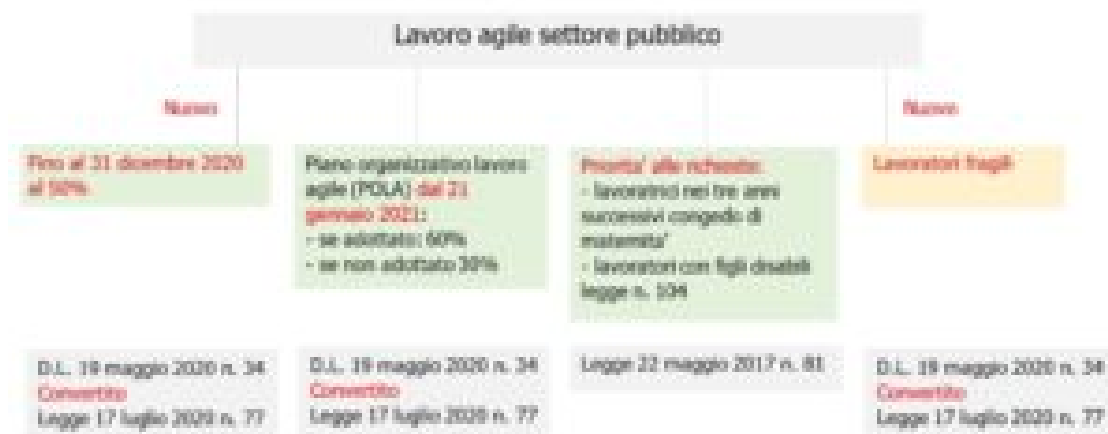 Lavoro agile settore pubblico
Nuovo
Nuovo
Fino al 31 dicembre 2020
al 50%
Piano organizzativo lavoro
agile (POLA) dal 21
gennaio 2021:
- se adottato: 60%
- se non adottato 30%
Priorita' alle richieste:
- lavoratrici nei tre anni
successivi congedo di
maternita'
- lavoratori con figli disabili
legge n. 104
Lavoratori fragili
D.L. 19 maggio 2020 n. 34
Convertito
Legge 17 luglio 2020 n. 77
D.L. 19 maggio 2020 n. 34
Convertito
Legge 17 luglio 2020 n. 77
Legge 22 maggio 2017 n. 81
D.L. 19 maggio 2020 n. 34
Convertito
Legge 17 luglio 2020 n. 77